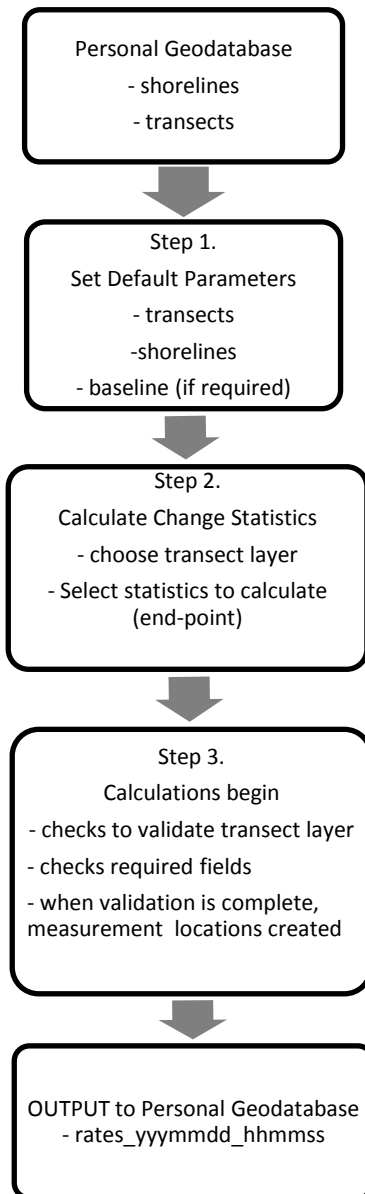 Personal Geodatabase
- shorelines
- transects
Step 1.
Set Default Parameters
- transects
-shorelines
- baseline (if required)
Step 2.
Calculate Change Statistics
- choose transect layer
- Select statistics to calculate
(end-point)
Step 3.
Calculations begin
- checks to validate transect layer
- checks required fields
- when validation is complete,
measurement locations created
OUTPUT to Personal Geodatabase
- rates_yyymmdd_hhmmss